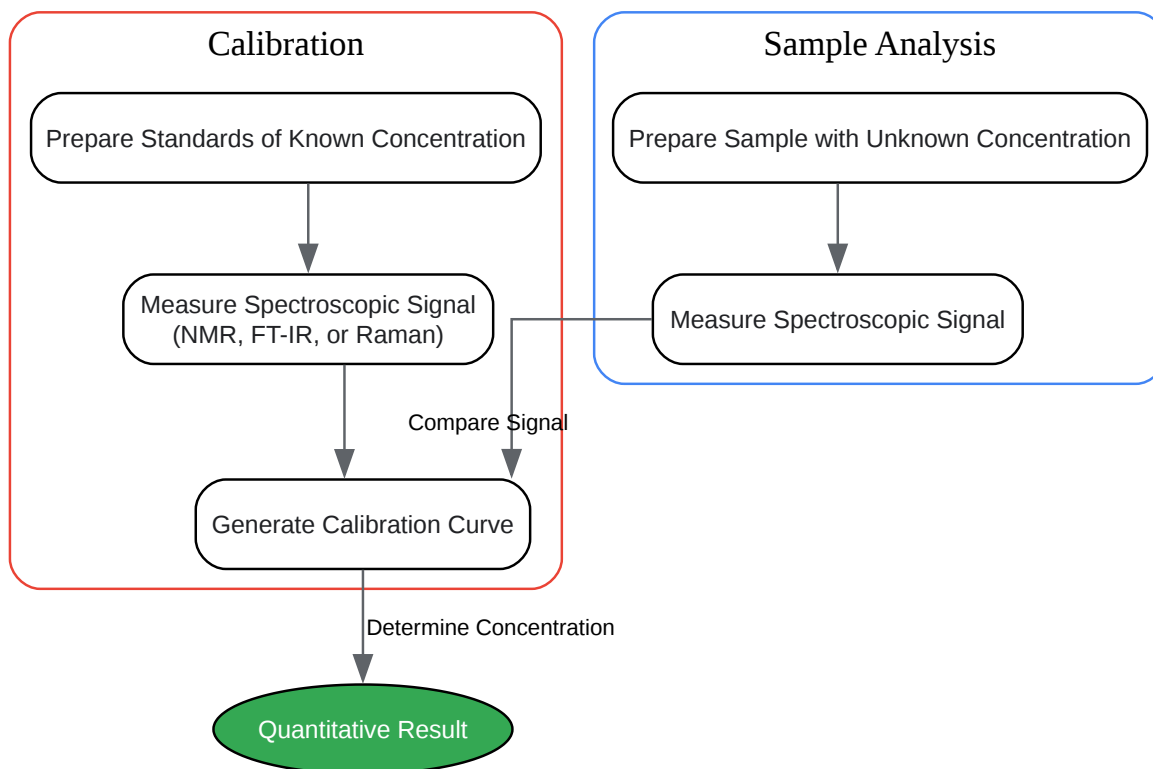 Calibration
Prepare Standards of Known Concentration
Measure Spectroscopic Signal
(NMR, FT-IR, or Raman)
Generate Calibration Curve
Sample Analysis
Prepare Sample with Unknown Concentration
Measure Spectroscopic Signal
Compare Signal
Determine Concentration
Quantitative Result